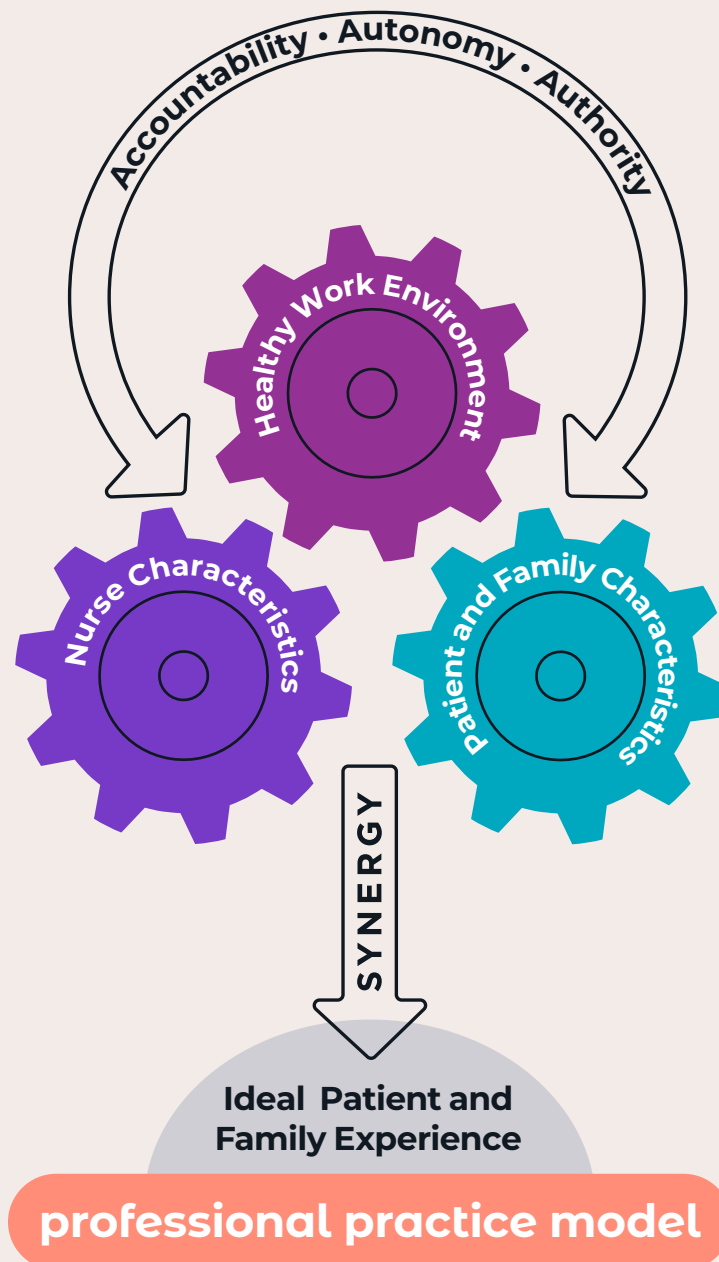 Accountability • Autonomy • Authority
Healthy Work Environment
Nurse Characteristics
Patient and Family Characteristics
SYNERGY
Ideal Patient and
Family Experience
professional practice model